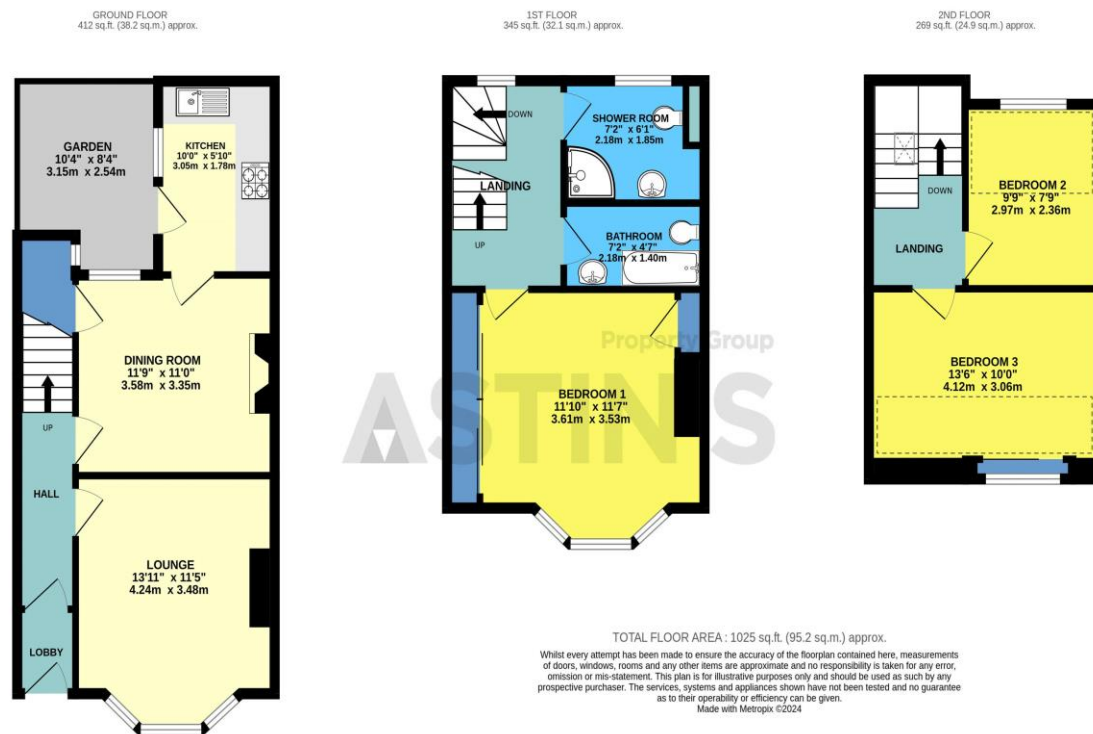 GROUND FLOOR
412 sq.ft. (38.2 sq.m.) approx.
GARDEN
10'4" x 8'4"
3.15m x 2.54m
KITCHEN
10'0" x 5'10"
3.05m x 1.78m
DINING ROOM
11'9" x 11'0"
3.58m x 3.35m
UP
HALL
LOUNGE
13'11" x 11'5"
4.24m x 3.48m
LOBBY
1ST FLOOR
345 sq.ft. (32.1 sq.m.) approx.
DOWN
SHOWER ROOM
7'2" x 6'1"
2.18m x 1.85m
LANDING
UP
BATHROOM
7'2" x 4'7"
2.18m x 1.40m
Property Group
ASTIN'S
BEDROOM 1
11'10" x 11'7"
3.61m x 3.53m
2ND FLOOR
269 sq.ft. (24.9 sq.m.) approx.
BEDROOM 2
9'9" x 7'9"
2.97m x 2.36m
DOWN
LANDING
BEDROOM 3
13'6" x 10'0"
4.12m x 3.06m
TOTAL FLOOR AREA : 1025 sq.ft. (95.2 sq.m.) approx.
Whilst every attempt has been made to ensure the accuracy of the floorplan contained here, measurements
of doors, windows, rooms and any other items are approximate and no responsibility is taken for any error,
omission or mis-statement. This plan is for illustrative purposes only and should be used as such by any
prospective purchaser. The services, systems and appliances shown have not been tested and no guarantee
as to their operability or efficiency can be given.
Made with Metropix ©2024